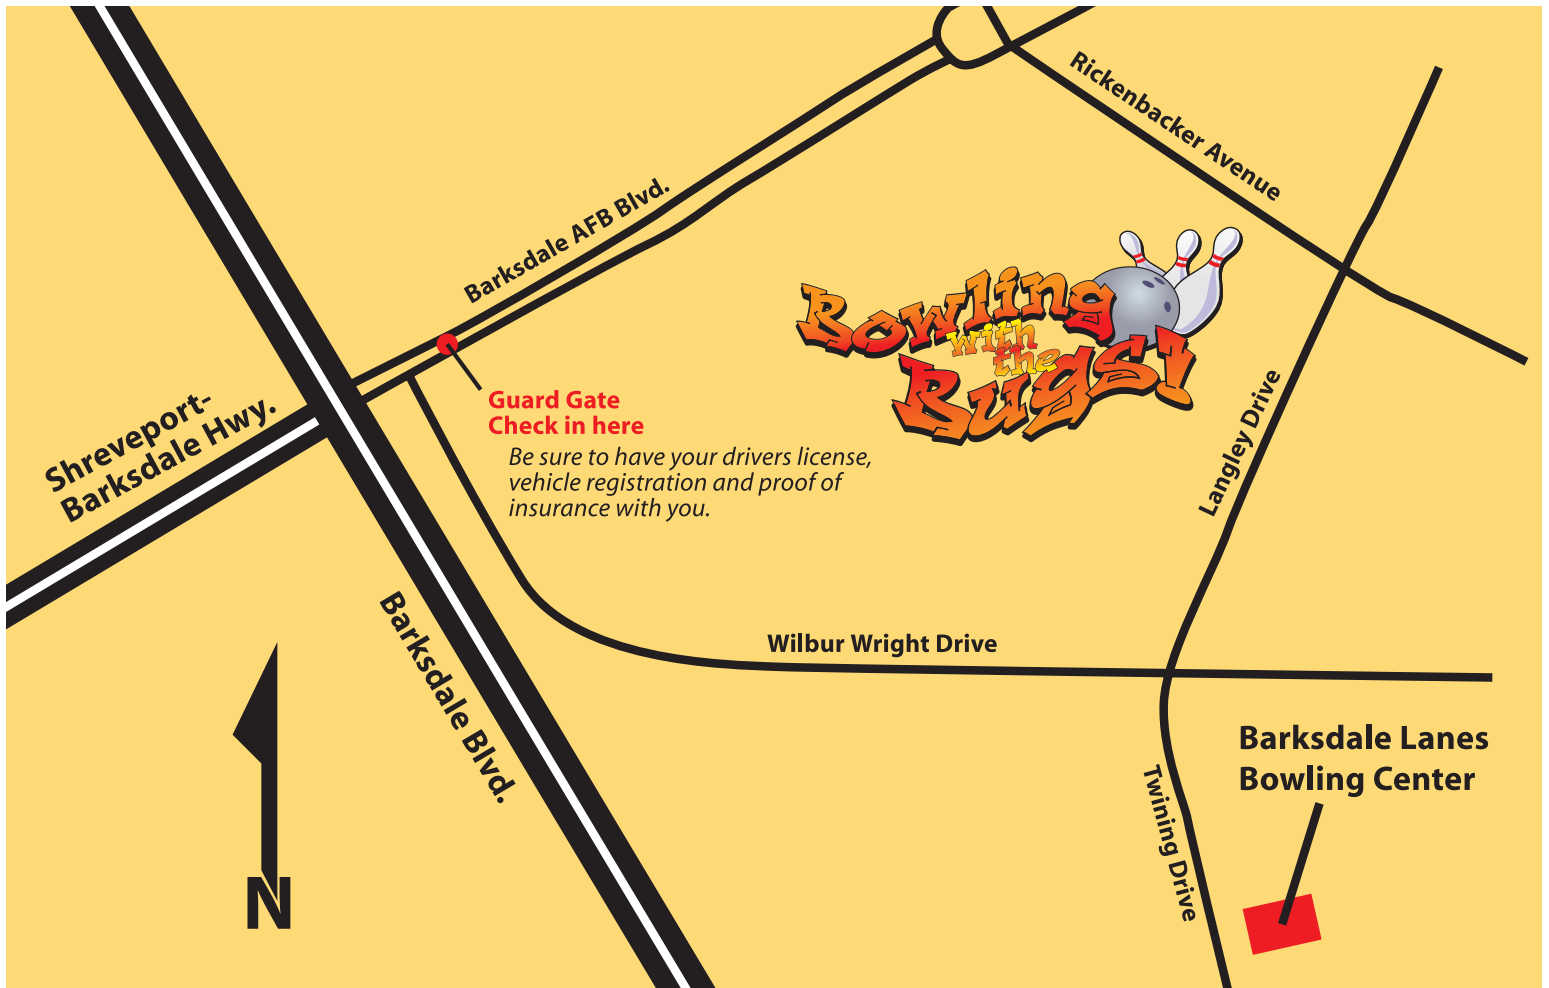 Rickenbacker Avenue
Barksdale AFB Blvd.
Bowling
with
the
Rugs!
Guard Gate
Check in here
Be sure to have your drivers license,
vehicle registration and proof of
insurance with you.
Shreveport-
Barksdale Hwy.
Langley Drive
Barksdale Blvd.
Wilbur Wright Drive
Barksdale Lanes
Bowling Center
Twining Drive
N